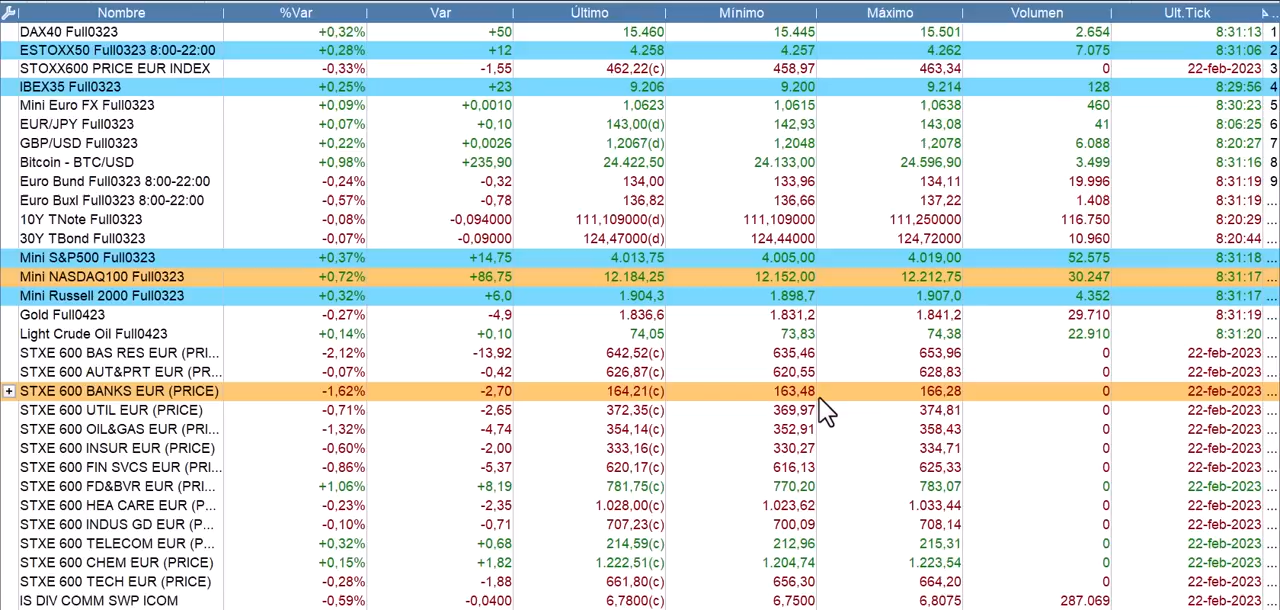 Nombre %Var Var Último Mínimo Máximo Volumen Ult.Tick
DAX40 Full0323 +0,32% +50 15.460 15.445 15.501 2.654 8:31:13 1
ESTOXX50 Full0323 8:00-22:00 +0,28% +12 4.258 4.257 4.262 7.075 8:31:06 2
STOXX600 PRICE EUR INDEX -0,33% -1,55 462,22(c) 458,97 463,34 0 22-feb-2023 3
IBEX35 Full0323 +0,25% +23 9.206 9.200 9.214 128 8:29:56 4
Mini Euro FX Full0323 +0,09% +0,0010 1,0623 1,0615 1,0638 460 8:30:23 5
EUR/JPY Full0323 +0,07% +0,10 143,00(d) 142,93 143,08 41 8:06:25 6
GBP/USD Full0323 +0,22% +0,0026 1,2067(d) 1,2048 1,2078 6.088 8:20:27 7
Bitcoin - BTC/USD +0,98% +235,90 24.422,50 24.133,00 24.596,90 3.499 8:31:16 8
Euro Bund Full0323 8:00-22:00 -0,24% -0,32 134,00 133,96 134,11 19.996 8:31:19 9
Euro Buxl Full0323 8:00-22:00 -0,57% -0,78 136,82 136,66 137,22 1.408 8:31:19 ...
10Y TNote Full0323 -0,08% -0,094000 111,109000(d) 111,109000 111,250000 116.750 8:20:29 ...
30Y TBond Full0323 -0,07% -0,09000 124,47000(d) 124,44000 124,72000 10.960 8:20:44 ...
Mini S&P500 Full0323 +0,37% +14,75 4.013,75 4.005,00 4.019,00 52.575 8:31:18 ...
Mini NASDAQ100 Full0323 +0,72% +86,75 12.184,25 12.152,00 12.212,75 30.247 8:31:17 ...
Mini Russell 2000 Full0323 +0,32% +6,0 1.904,3 1.898,7 1.907,0 4.352 8:31:17 ...
Gold Full0423 -0,27% -4,9 1.836,6 1.831,2 1.841,2 29.710 8:31:19 ...
Light Crude Oil Full0423 +0,14% +0,10 74,05 73,83 74,38 22.910 8:31:20 ...
STXE 600 BAS RES EUR (PRI... -2,12% -13,92 642,52(c) 635,46 653,96 0 22-feb-2023 ...
STXE 600 AUT&PRT EUR (PR... -0,07% -0,42 626,87(c) 620,55 628,83 0 22-feb-2023 ...
STXE 600 BANKS EUR (PRICE) -1,62% -2,70 164,21(c) 163,48 166,28 0 22-feb-2023 ...
STXE 600 UTIL EUR (PRICE) -0,71% -2,65 372,35(c) 369,97 374,81 0 22-feb-2023 ...
STXE 600 OIL&GAS EUR (PRI... -1,32% -4,74 354,14(c) 352,91 358,43 0 22-feb-2023 ...
STXE 600 INSUR EUR (PRICE) -0,60% -2,00 333,16(c) 330,27 334,71 0 22-feb-2023 ...
STXE 600 FIN SVCS EUR (PRI... -0,86% -5,37 620,17(c) 616,13 625,33 0 22-feb-2023 ...
STXE 600 FD&BVR EUR (PRI... +1,06% +8,19 781,75(c) 770,20 783,07 0 22-feb-2023 ...
STXE 600 HEA CARE EUR (P... -0,23% -2,35 1.028,00(c) 1.023,62 1.033,44 0 22-feb-2023 ...
STXE 600 INDUS GD EUR (P... -0,10% -0,71 707,23(c) 700,09 708,14 0 22-feb-2023 ...
STXE 600 TELECOM EUR (P... +0,32% +0,68 214,59(c) 212,96 215,31 0 22-feb-2023 ...
STXE 600 CHEM EUR (PRICE) +0,15% +1,82 1.222,51(c) 1.204,74 1.223,54 0 22-feb-2023 ...
STXE 600 TECH EUR (PRICE) -0,28% -1,88 661,80(c) 656,30 664,20 0 22-feb-2023 ...
IS DIV COMM SWP ICOM -0,59% -0,0400 6,7800(c) 6,7500 6,8075 287.069 22-feb-2023 ...